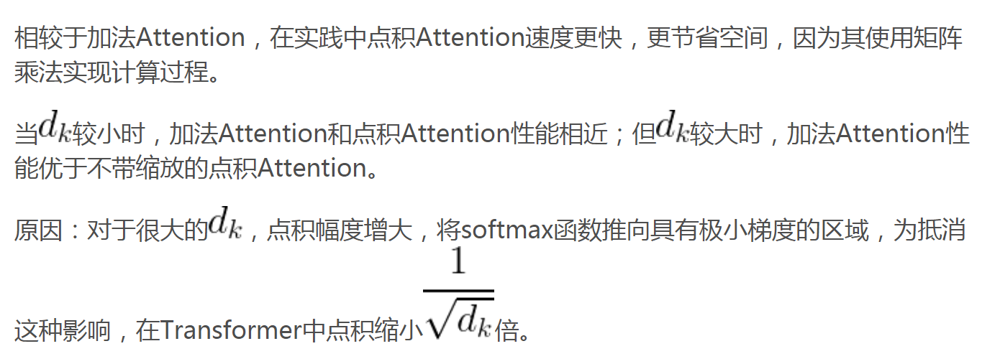 相较于加法Attention，在实践中点积Attention速度更快，更节省空间，因为其使用矩阵
乘法实现计算过程。
当$d_k$较小时，加法Attention和点积Attention性能相近；但$d_k$较大时，加法Attention性
能优于不带缩放的点积Attention。
原因：对于很大的$d_k$，点积幅度增大，将softmax函数推向具有极小梯度的区域，为抵消
这种影响，在Transformer中点积缩小$\frac{1}{\sqrt{d_k}}$倍。